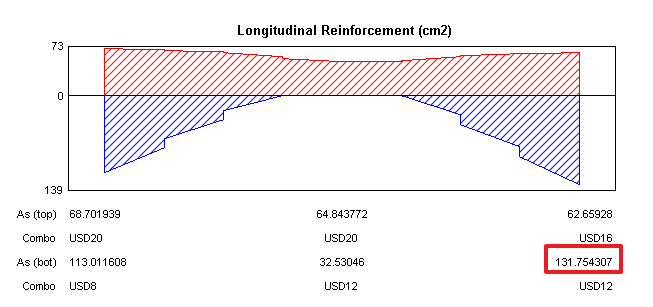 Longitudinal Reinforcement (cm2)
73
0
139
As (top) 68.701939 64.843772 62.65928
Combo USD20 USD20 USD16
As (bot) 113.011608 32.53046 131.754307
Combo USD8 USD12 USD12